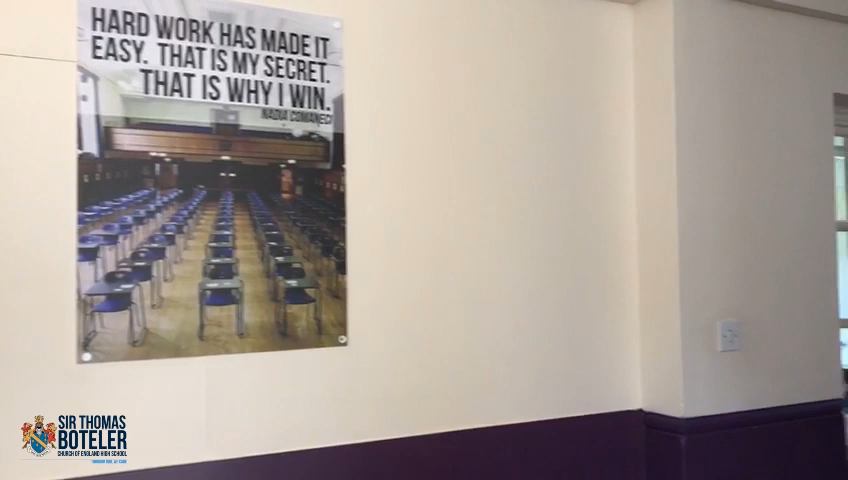 HARD WORK HAS MADE IT
EASY. THAT IS MY SECRET.
THAT IS WHY I WIN.
NADIA COMANECI
SIR THOMAS
BOTELER
CHURCH OF ENGLAND HIGH SCHOOL